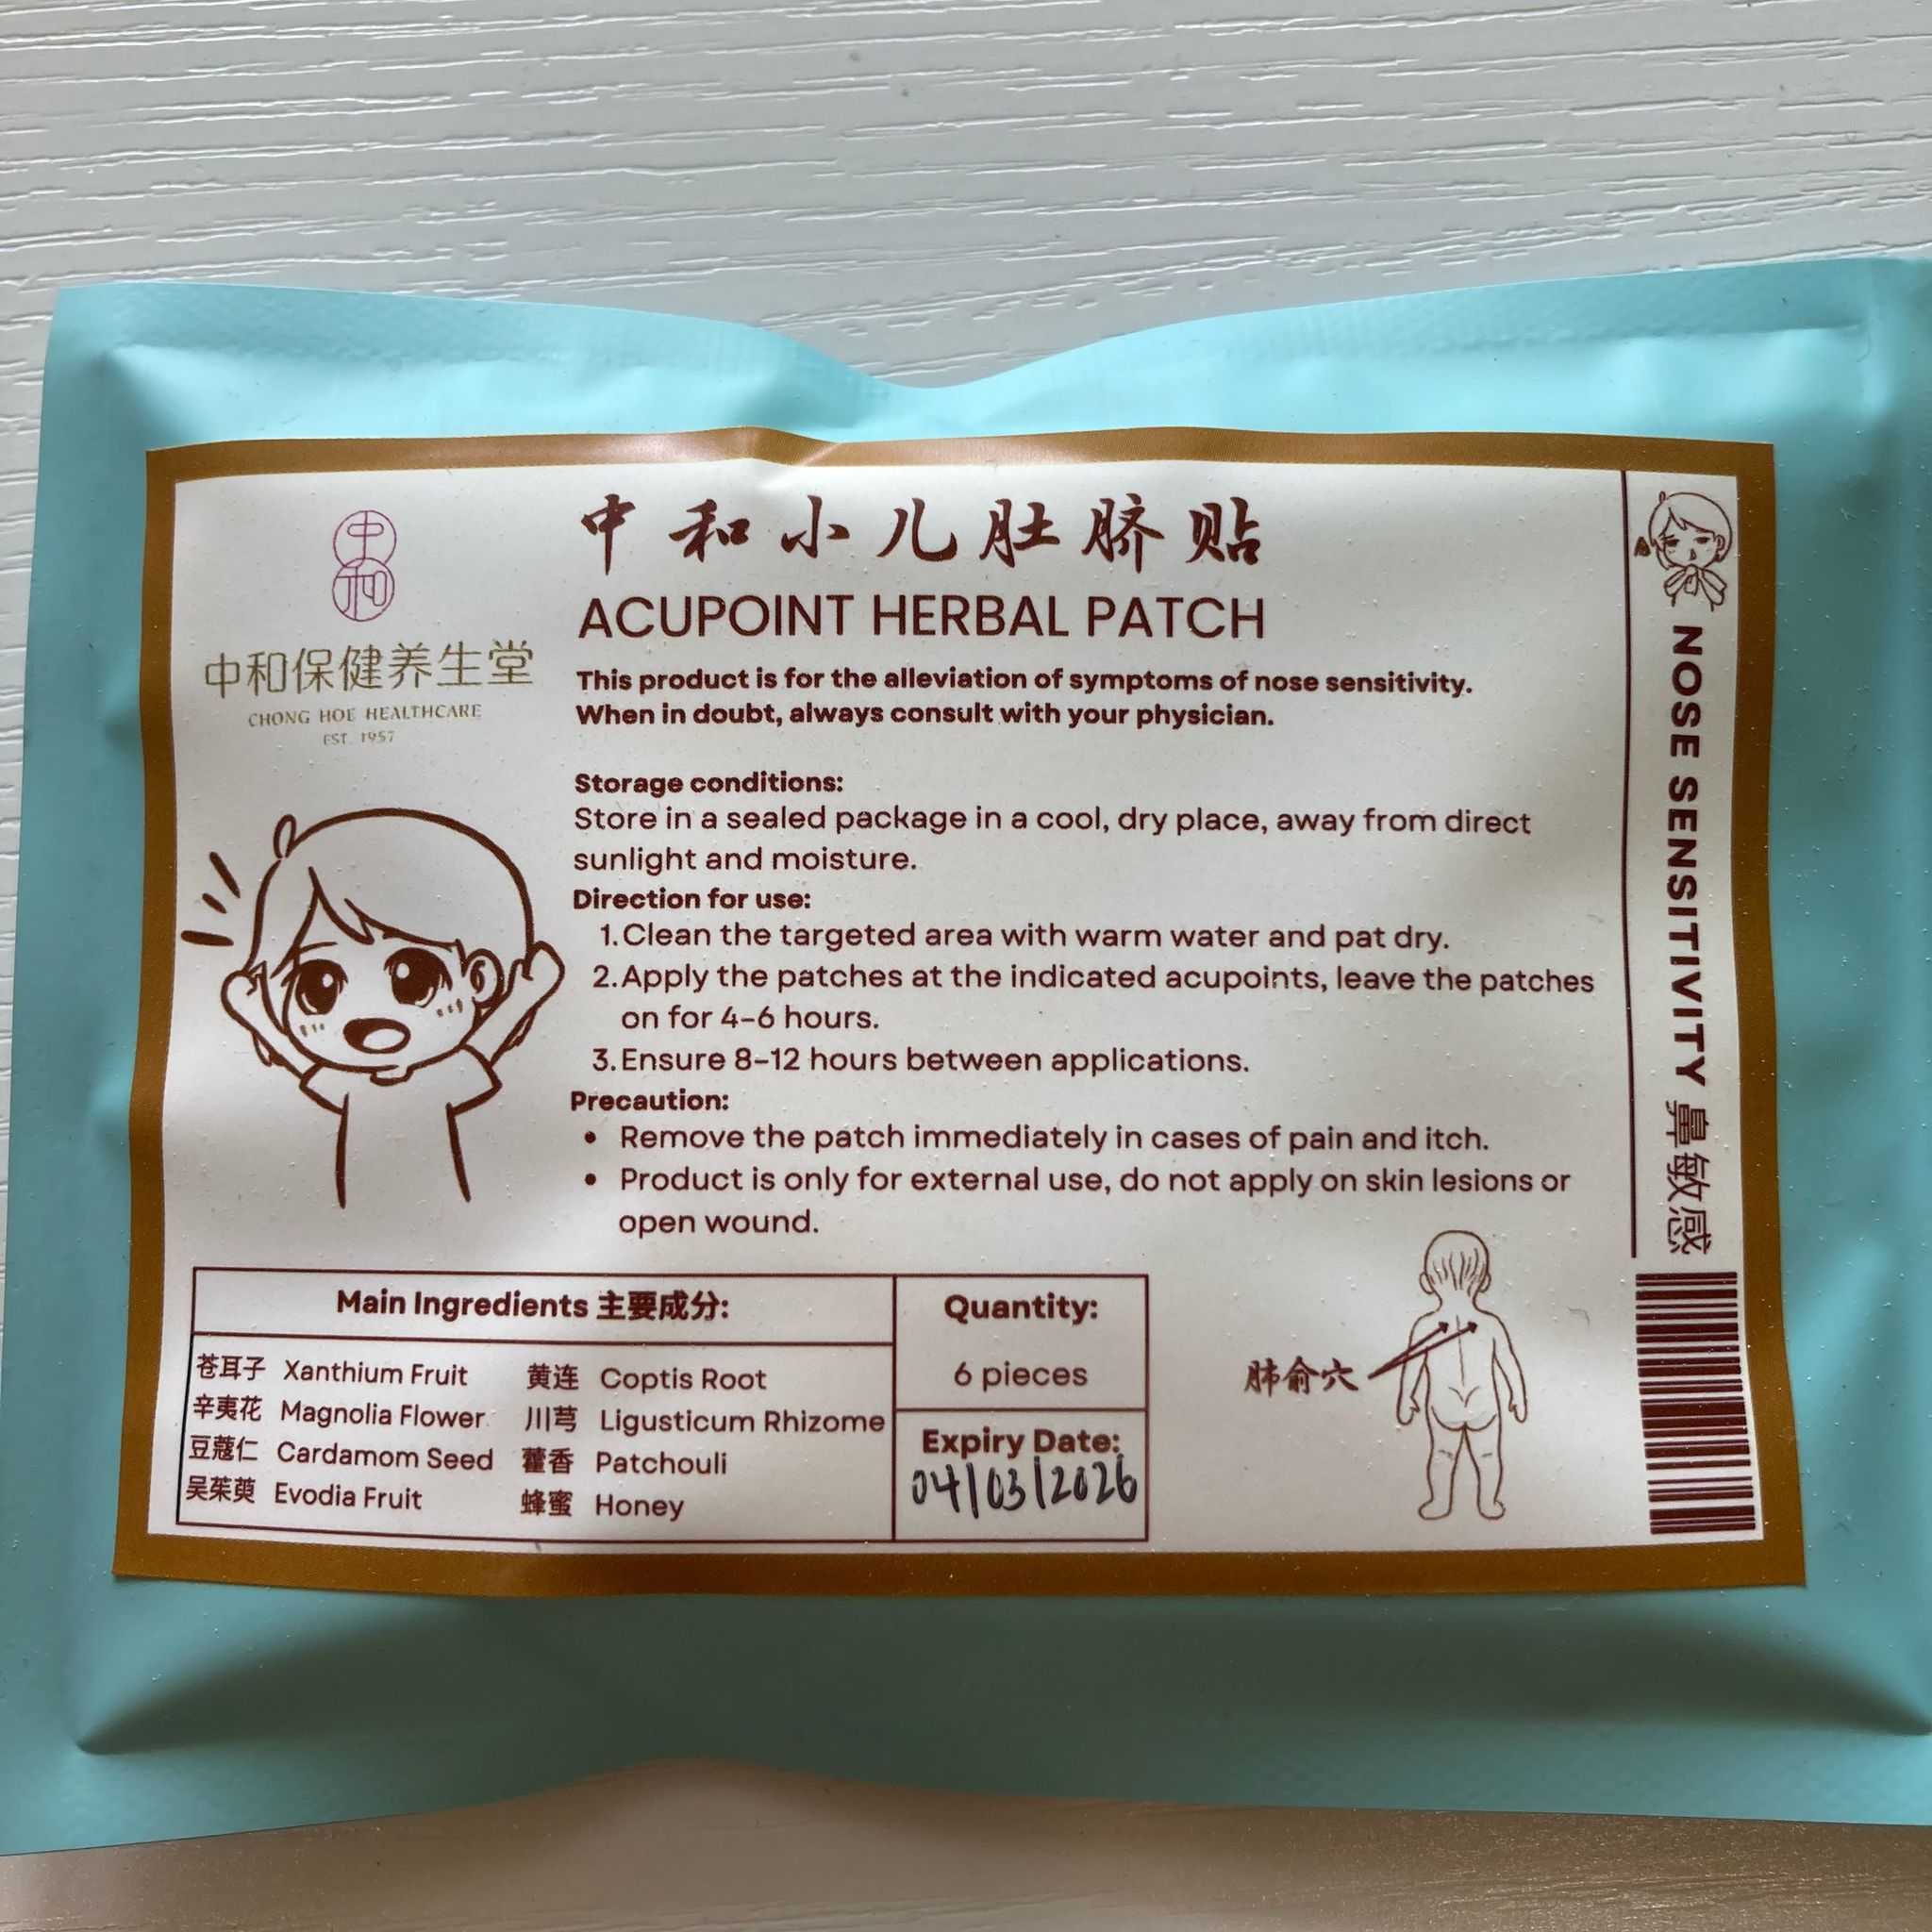 中和
中和保健养生堂
CHONG HOE HEALTHCARE
EST. 1957
中和小儿肚脐贴
ACUPOINT HERBAL PATCH
This product is for the alleviation of symptoms of nose sensitivity.
When in doubt, always consult with your physician.
Storage conditions:
Store in a sealed package in a cool, dry place, away from direct
sunlight and moisture.
Direction for use:
1. Clean the targeted area with warm water and pat dry.
2. Apply the patches at the indicated acupoints, leave the patches
on for 4-6 hours.
3. Ensure 8-12 hours between applications.
Precaution:
• Remove the patch immediately in cases of pain and itch.
• Product is only for external use, do not apply on skin lesions or
open wound.
Main Ingredients 主要成分:
苍耳子 Xanthium Fruit 黄连 Coptis Root
辛夷花 Magnolia Flower 川芎 Ligusticum Rhizome
豆蔻仁 Cardamom Seed 藿香 Patchouli
吴茱萸 Evodia Fruit 蜂蜜 Honey
Quantity:
6 pieces
Expiry Date:
04/03/2026
肺俞穴
NOSE SENSITIVITY 鼻敏感